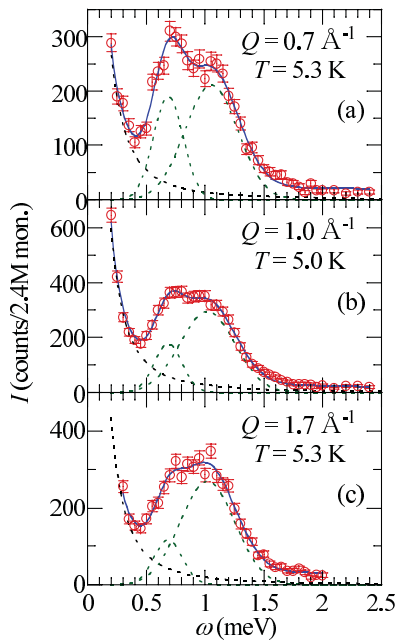 300
200
100
0
Q = 0.7 Å⁻¹
T = 5.3 K
(a)
600
400
200
0
Q = 1.0 Å⁻¹
T = 5.0 K
(b)
400
200
0
Q = 1.7 Å⁻¹
T = 5.3 K
(c)
I (counts/2.4M mon.)
0 0.5 1 1.5 2 2.5
ω (meV)